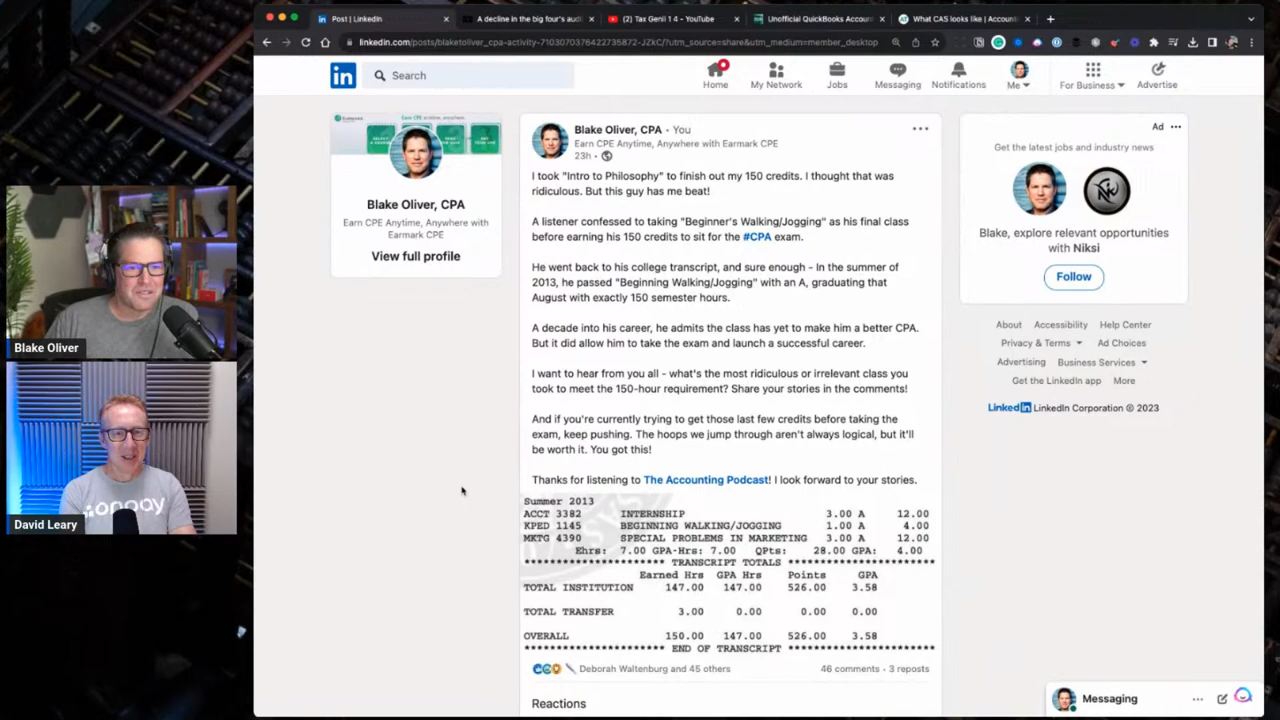 Post | LinkedIn
A decline in the big four's audi
(2) Tax Genii 1 4 - YouTube
Unofficial QuickBooks Accoun
What CAS looks like | Accounti
linkedin.com/posts/blaketoliver_cpa-activity-7103070376422735872-JZkC/?utm_source=share&utm_medium=member_desktop
in
Search
Home
My Network
Jobs
Messaging
Notifications
Me
For Business
Advertise
Blake Oliver, CPA
Earn CPE Anytime, Anywhere with
Earmark CPE
View full profile
Blake Oliver, CPA • You
Earn CPE Anytime, Anywhere with Earmark CPE
23h •
I took "Intro to Philosophy" to finish out my 150 credits. I thought that was
ridiculous. But this guy has me beat!
A listener confessed to taking "Beginner's Walking/Jogging" as his final class
before earning his 150 credits to sit for the #CPA exam.
He went back to his college transcript, and sure enough - In the summer of
2013, he passed "Beginning Walking/Jogging" with an A, graduating that
August with exactly 150 semester hours.
A decade into his career, he admits the class has yet to make him a better CPA.
But it did allow him to take the exam and launch a successful career.
I want to hear from you all - what's the most ridiculous or irrelevant class you
took to meet the 150-hour requirement? Share your stories in the comments!
And if you're currently trying to get those last few credits before taking the
exam, keep pushing. The hoops we jump through aren't always logical, but it'll
be worth it. You got this!
Thanks for listening to The Accounting Podcast! I look forward to your stories.
Summer 2013
ACCT 3382 INTERNSHIP 3.00 A 12.00
KPED 1145 BEGINNING WALKING/JOGGING 1.00 A 4.00
MKTG 4390 SPECIAL PROBLEMS IN MARKETING 3.00 A 12.00
Ehrs: 7.00 GPA-Hrs: 7.00 QPts: 28.00 GPA: 4.00
********************** TRANSCRIPT TOTALS **********************
Earned Hrs GPA Hrs Points GPA
TOTAL INSTITUTION 147.00 147.00 526.00 3.58
TOTAL TRANSFER 3.00 0.00 0.00 0.00
OVERALL 150.00 147.00 526.00 3.58
********************** END OF TRANSCRIPT **********************
Deborah Waltenburg and 45 others
46 comments • 3 reposts
Reactions
Ad
Get the latest jobs and industry news
Blake, explore relevant opportunities
with Niksi
Follow
About Accessibility Help Center
Privacy & Terms Ad Choices
Advertising Business Services
Get the LinkedIn app More
LinkedIn LinkedIn Corporation © 2023
Messaging
Blake Oliver
David Leary